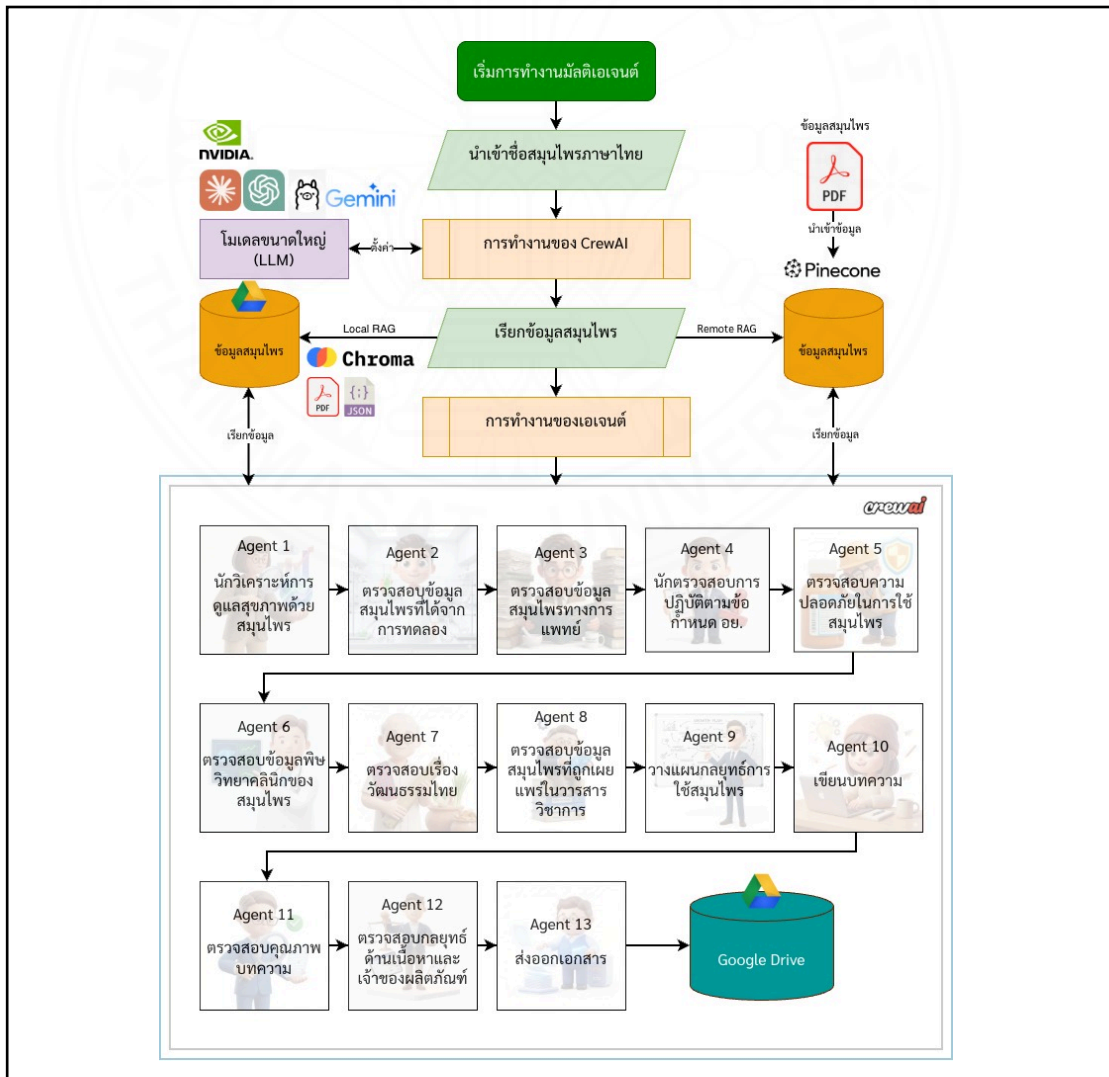 เริ่มการทำงานมัลติเอเจนต์
นำเข้าชื่อสมุนไพรภาษาไทย
ข้อมูลสมุนไพร
PDF
นำเข้าข้อมูล
Pinecone
nVIDIA.
Gemini
โมเดลขนาดใหญ่
(LLM)
ตั้งค่า
การทำงานของ CrewAI
ข้อมูลสมุนไพร
Local RAG
เรียกข้อมูลสมุนไพร
Remote RAG
ข้อมูลสมุนไพร
Chroma
PDF
{;}
JSON
เรียกข้อมูล
การทำงานของเอเจนต์
เรียกข้อมูล
crewai
Agent 1
นักวิเคราะห์การ
ดูแลสุขภาพด้วย
สมุนไพร
Agent 2
ตรวจสอบข้อมูล
สมุนไพรที่ได้จาก
การทดลอง
Agent 3
ตรวจสอบข้อมูล
สมุนไพรทางการ
แพทย์
Agent 4
นักตรวจสอบการ
ปฏิบัติตามข้อ
กำหนด อย.
Agent 5
ตรวจสอบความ
ปลอดภัยในการใช้
สมุนไพร
Agent 6
ตรวจสอบข้อมูลพิษ
วิทยาคลินิกของ
สมุนไพร
Agent 7
ตรวจสอบเรื่อง
วัฒนธรรมไทย
Agent 8
ตรวจสอบข้อมูล
สมุนไพรที่ถูกเผย
แพร่ในวารสาร
วิชาการ
Agent 9
วางแผนกลยุทธ์การ
ใช้สมุนไพร
Agent 10
เขียนบทความ
Agent 11
ตรวจสอบคุณภาพ
บทความ
Agent 12
ตรวจสอบกลยุทธ์
ด้านเนื้อหาและ
เจ้าของผลิตภัณฑ์
Agent 13
ส่งออกเอกสาร
Google Drive